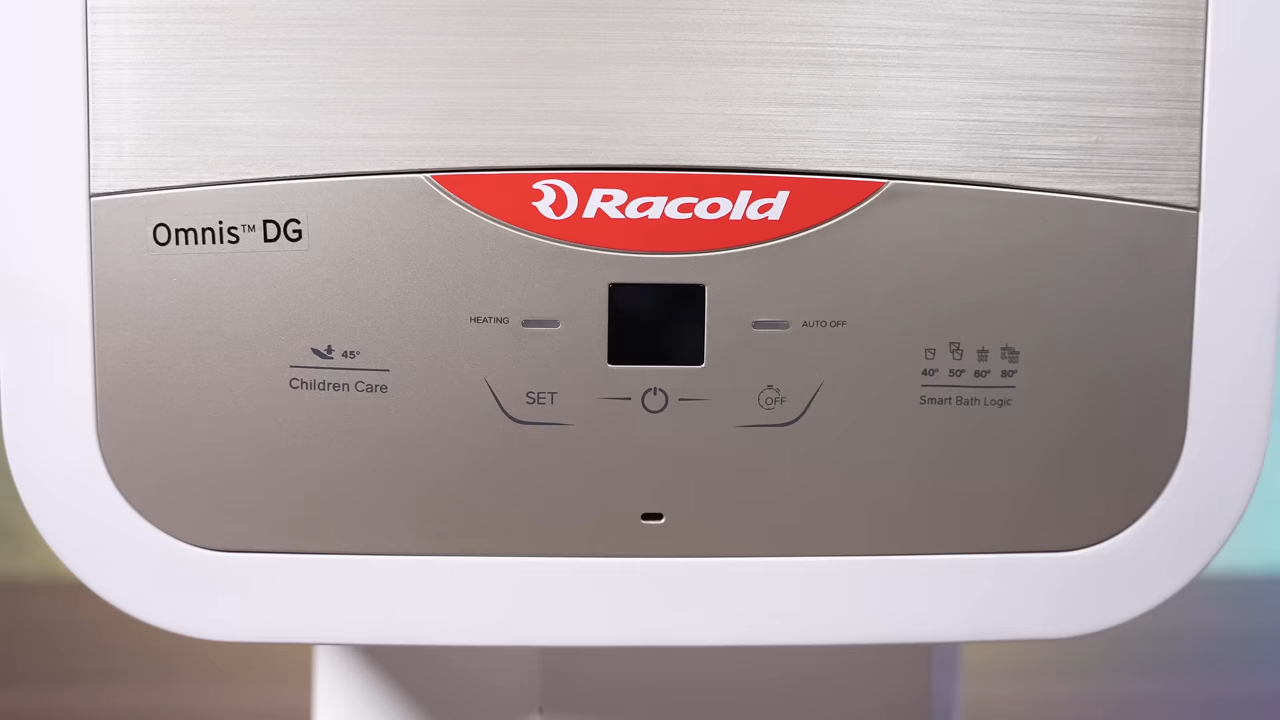 Racold
Omnis™ DG
HEATING
AUTO OFF
45°
Children Care
SET
OFF
40° 50° 60° 80°
Smart Bath Logic